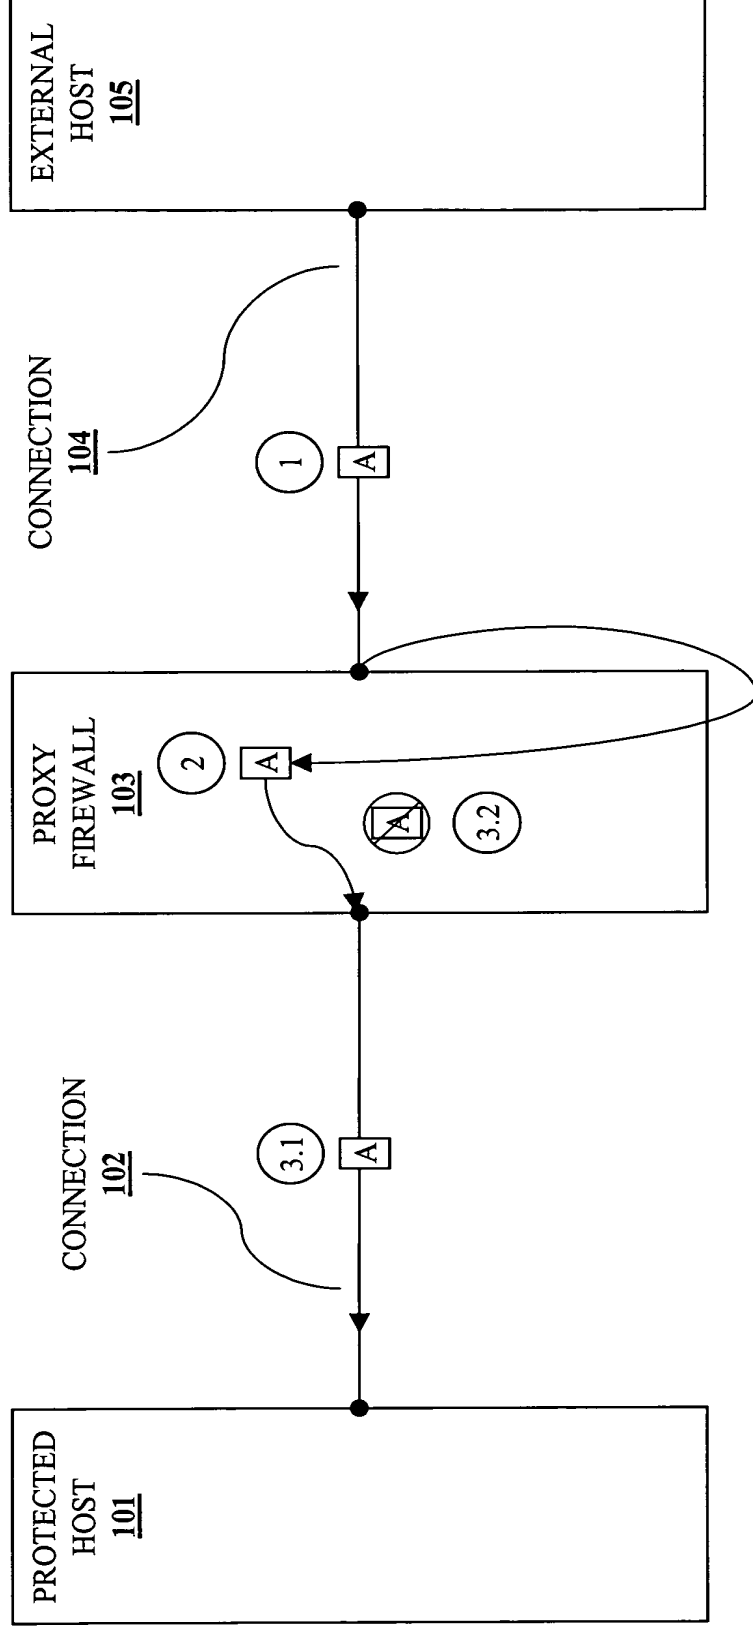 PROTECTED
HOST
101
CONNECTION
102
3.1
A
PROXY
FIREWALL
103
2
A
A
3.2
CONNECTION
104
1
A
EXTERNAL
HOST
105